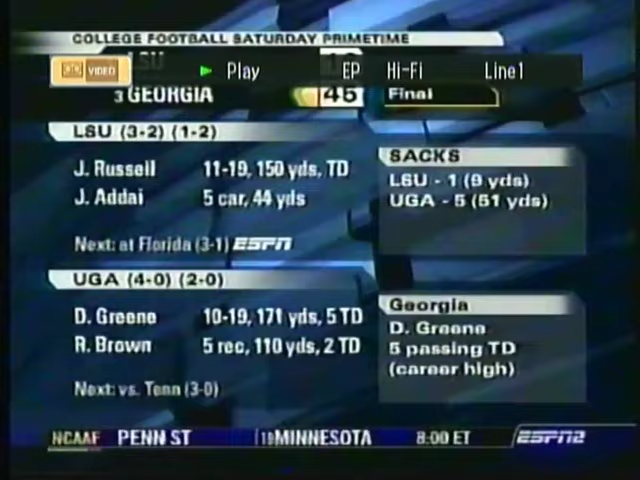 COLLEGE FOOTBALL SATURDAY PRIMETIME
LSU
VIDEO Play EP Hi-Fi Line1
3 GEORGIA 45 Final
LSU (3-2) (1-2)
J. Russell 11-19, 150 yds, TD
J. Addai 5 car, 44 yds
Next: at Florida (3-1) ESPN
SACKS
LSU - 1 (9 yds)
UGA - 5 (51 yds)
UGA (4-0) (2-0)
D. Greene 10-19, 171 yds, 5 TD
R. Brown 5 rec, 110 yds, 2 TD
Next: vs. Tenn (3-0)
Georgia
D. Greene
5 passing TD
(career high)
NCAAF PENN ST 18 MINNESOTA 8:00 ET ESPN2